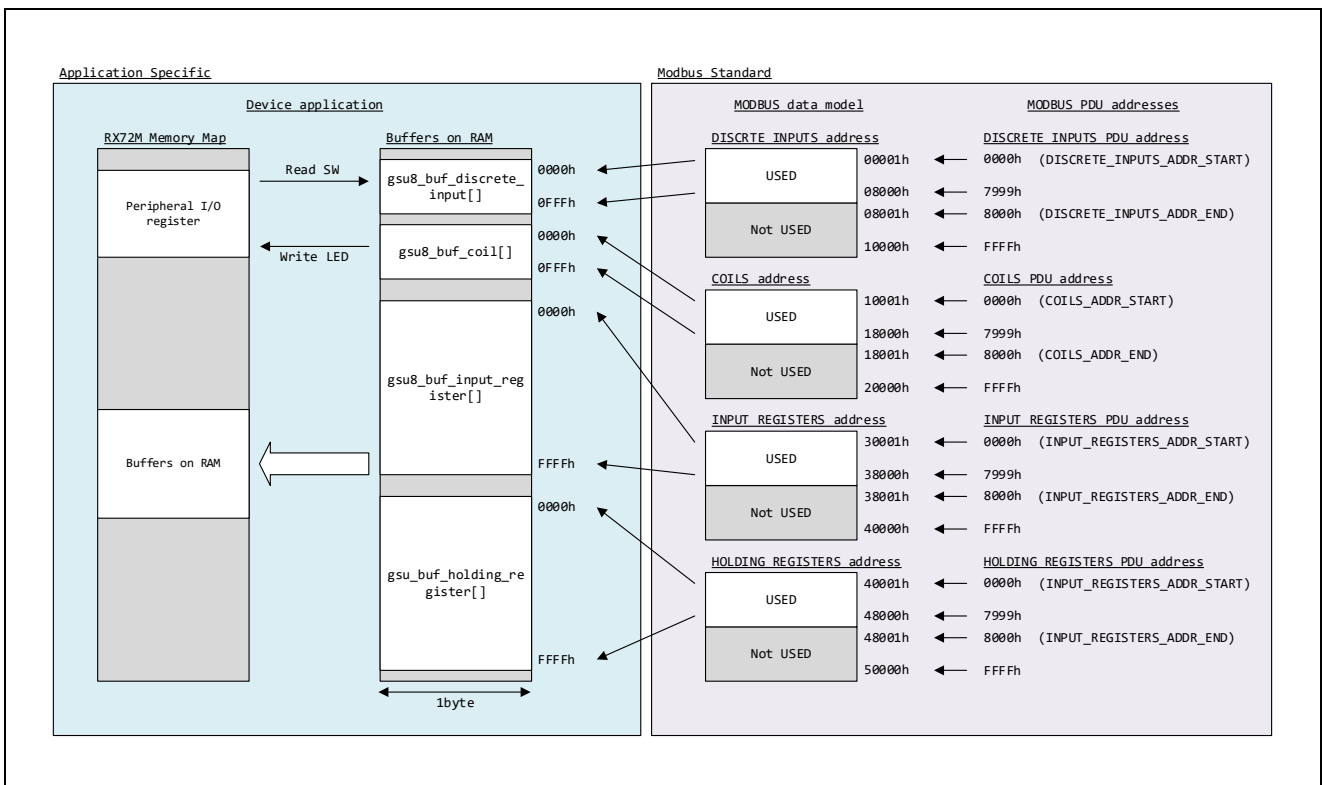 Application Specific
Device application
RX72M Memory Map
Peripheral I/O
register
Buffers on RAM
Read SW
Write LED
Buffers on RAM
gsu8_buf_discrete_
input[]
0000h
0FFFh
gsu8_buf_coil[]
0000h
0FFFh
gsu8_buf_input_reg
ister[]
0000h
FFFFh
gsu_buf_holding_re
gister[]
0000h
FFFFh
1byte
Modbus Standard
MODBUS data model
MODBUS PDU addresses
DISCRTE INPUTS address
DISCRETE INPUTS PDU address
USED
00001h
0000h (DISCRETE_INPUTS_ADDR_START)
08000h
7999h
Not USED
08001h
8000h (DISCRETE_INPUTS_ADDR_END)
10000h
FFFFh
COILS address
COILS PDU address
USED
10001h
0000h (COILS_ADDR_START)
18000h
7999h
Not USED
18001h
8000h (COILS_ADDR_END)
20000h
FFFFh
INPUT REGISTERS address
INPUT REGISTERS PDU address
USED
30001h
0000h (INPUT_REGISTERS_ADDR_START)
38000h
7999h
Not USED
38001h
8000h (INPUT_REGISTERS_ADDR_END)
40000h
FFFFh
HOLDING REGISTERS address
HOLDING REGISTERS PDU address
USED
40001h
0000h (INPUT_REGISTERS_ADDR_START)
48000h
7999h
Not USED
48001h
8000h (INPUT_REGISTERS_ADDR_END)
50000h
FFFFh